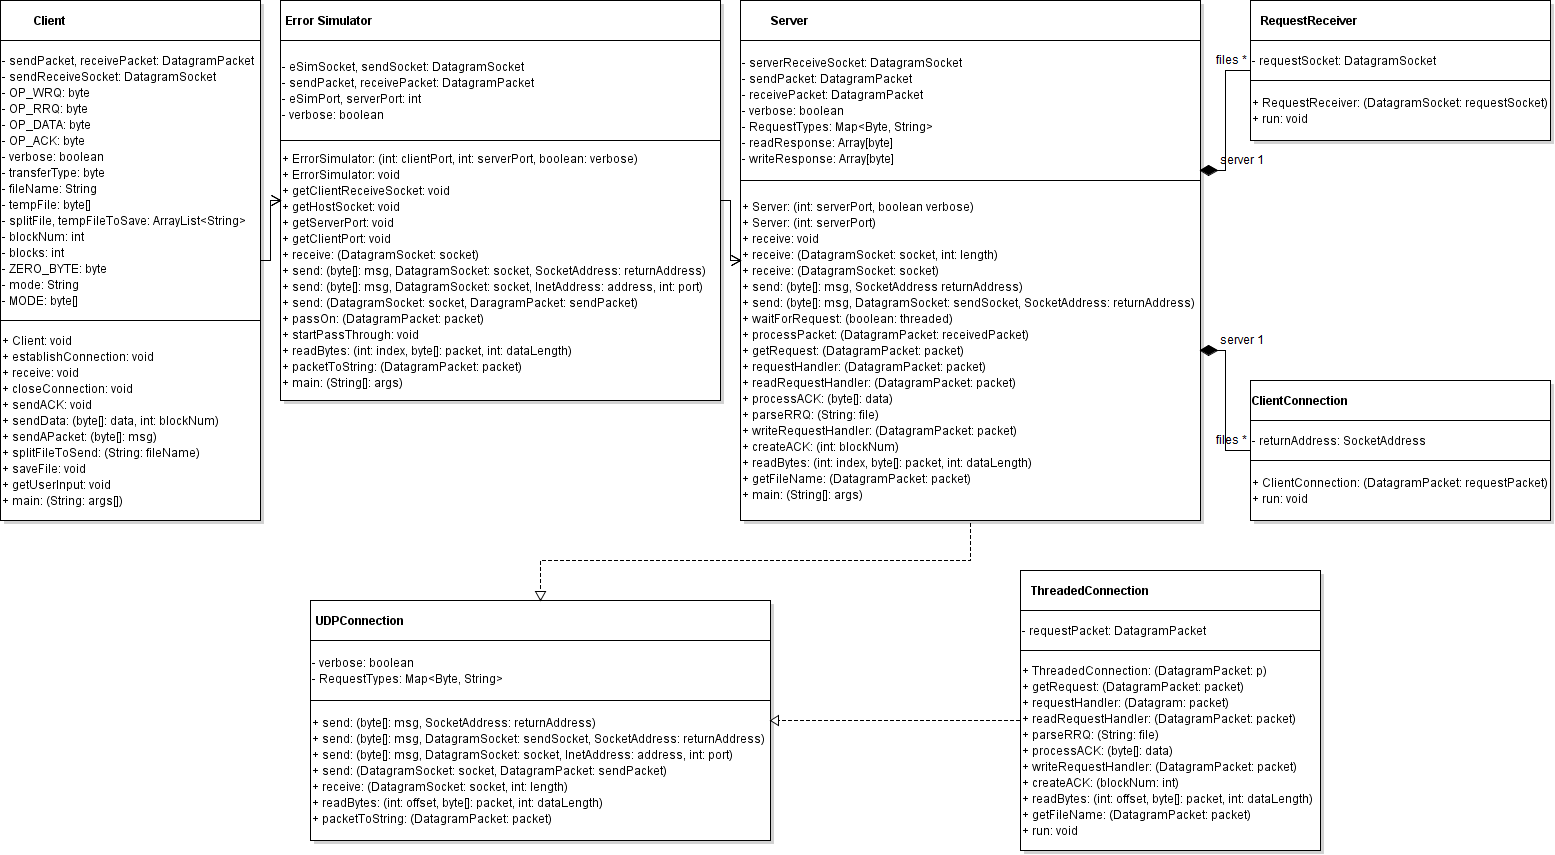 Client
- sendPacket, receivePacket: DatagramPacket
- sendReceiveSocket: DatagramSocket
- OP_WRQ: byte
- OP_RRQ: byte
- OP_DATA: byte
- OP_ACK: byte
- verbose: boolean
- transferType: byte
- fileName: String
- tempFile: byte[]
- splitFile, tempFileToSave: ArrayList<String>
- blockNum: int
- blocks: int
- ZERO_BYTE: byte
- mode: String
- MODE: byte[]
+ Client: void
+ establishConnection: void
+ receive: void
+ closeConnection: void
+ sendACK: void
+ sendData: (byte[]: data, int: blockNum)
+ sendAPacket: (byte[]: msg)
+ splitFileToSend: (String: fileName)
+ saveFile: void
+ getUserInput: void
+ main: (String: args[])
Error Simulator
- eSimSocket, sendSocket: DatagramSocket
- sendPacket, receivePacket: DatagramPacket
- eSimPort, serverPort: int
- verbose: boolean
+ ErrorSimulator: (int: clientPort, int: serverPort, boolean: verbose)
+ ErrorSimulator: void
+ getClientReceiveSocket: void
+ getHostSocket: void
+ getServerPort: void
+ getClientPort: void
+ receive: (DatagramSocket: socket)
+ send: (byte[]: msg, DatagramSocket: socket, SocketAddress: returnAddress)
+ send: (byte[]: msg, DatagramSocket: socket, InetAddress: address, int: port)
+ send: (DatagramSocket: socket, DaragramPacket: sendPacket)
+ passOn: (DatagramPacket: packet)
+ startPassThrough: void
+ readBytes: (int: index, byte[]: packet, int: dataLength)
+ packetToString: (DatagramPacket: packet)
+ main: (String[]: args)
Server
- serverReceiveSocket: DatagramSocket
- sendPacket: DatagramPacket
- receivePacket: DatagramPacket
- verbose: boolean
- RequestTypes: Map<Byte, String>
- readResponse: Array[byte]
- writeResponse: Array[byte]
+ Server: (int: serverPort, boolean verbose)
+ Server: (int: serverPort)
+ receive: void
+ receive: (DatagramSocket: socket, int: length)
+ receive: (DatagramSocket: socket)
+ send: (byte[]: msg, SocketAddress returnAddress)
+ send: (byte[]: msg, DatagramSocket: sendSocket, SocketAddress: returnAddress)
+ waitForRequest: (boolean: threaded)
+ processPacket: (DatagramPacket: receivedPacket)
+ getRequest: (DatagramPacket: packet)
+ requestHandler: (DatagramPacket: packet)
+ readRequestHandler: (DatagramPacket: packet)
+ processACK: (byte[]: data)
+ parseRRQ: (String: file)
+ writeRequestHandler: (DatagramPacket: packet)
+ createACK: (int: blockNum)
+ readBytes: (int: index, byte[]: packet, int: dataLength)
+ getFileName: (DatagramPacket: packet)
+ main: (String[]: args)
files *
server 1
RequestReceiver
- requestSocket: DatagramSocket
+ RequestReceiver: (DatagramSocket: requestSocket)
+ run: void
server 1
files *
ClientConnection
- returnAddress: SocketAddress
+ ClientConnection: (DatagramPacket: requestPacket)
+ run: void
UDPConnection
- verbose: boolean
- RequestTypes: Map<Byte, String>
+ send: (byte[]: msg, SocketAddress: returnAddress)
+ send: (byte[]: msg, DatagramSocket: sendSocket, SocketAddress: returnAddress)
+ send: (byte[]: msg, DatagramSocket: socket, InetAddress: address, int: port)
+ send: (DatagramSocket: socket, DatagramPacket: sendPacket)
+ receive: (DatagramSocket: socket, int: length)
+ readBytes: (int: offset, byte[]: packet, int: dataLength)
+ packetToString: (DatagramPacket: packet)
ThreadedConnection
- requestPacket: DatagramPacket
+ ThreadedConnection: (DatagramPacket: p)
+ getRequest: (DatagramPacket: packet)
+ requestHandler: (Datagram: packet)
+ readRequestHandler: (DatagramPacket: packet)
+ parseRRQ: (String: file)
+ processACK: (byte[]: data)
+ writeRequestHandler: (DatagramPacket: packet)
+ createACK: (blockNum: int)
+ readBytes: (int: offset, byte[]: packet, int: dataLength)
+ getFileName: (DatagramPacket: packet)
+ run: void